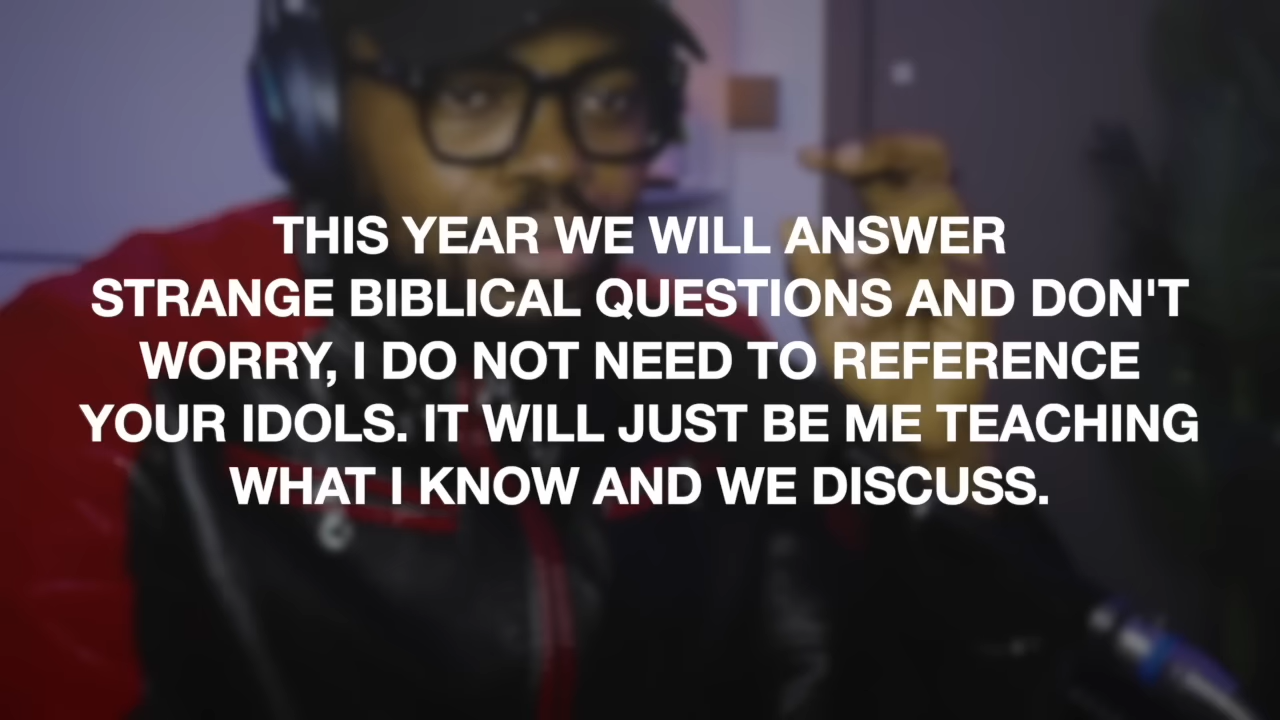 THIS YEAR WE WILL ANSWER
STRANGE BIBLICAL QUESTIONS AND DON'T
WORRY, I DO NOT NEED TO REFERENCE
YOUR IDOLS. IT WILL JUST BE ME TEACHING
WHAT I KNOW AND WE DISCUSS.